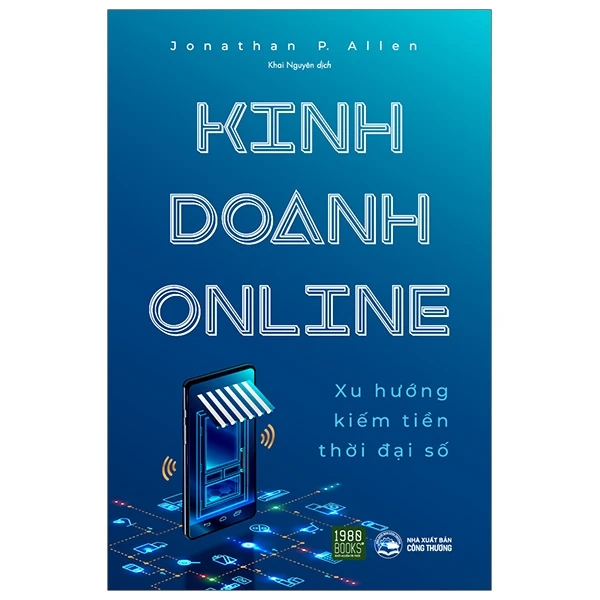 Jonathan P. Allen
Khai Nguyên dịch
KINH
DOANH
ONLINE
Xu hướng
kiếm tiền
thời đại số
1980
BOOKS
NHÀ XUẤT BẢN
CÔNG THƯƠNG